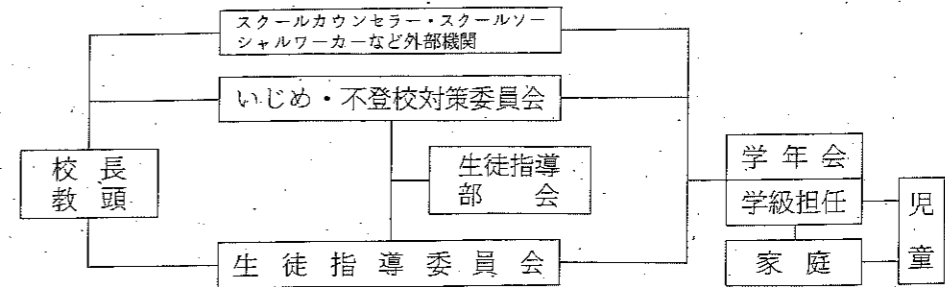 スクールカウンセラー・スクールソー
シャルワーカーなど外部機関
いじめ・不登校対策委員会
校長
教頭
生徒指導
部会
学年会
学級担任
児童
生徒指導委員会
家庭